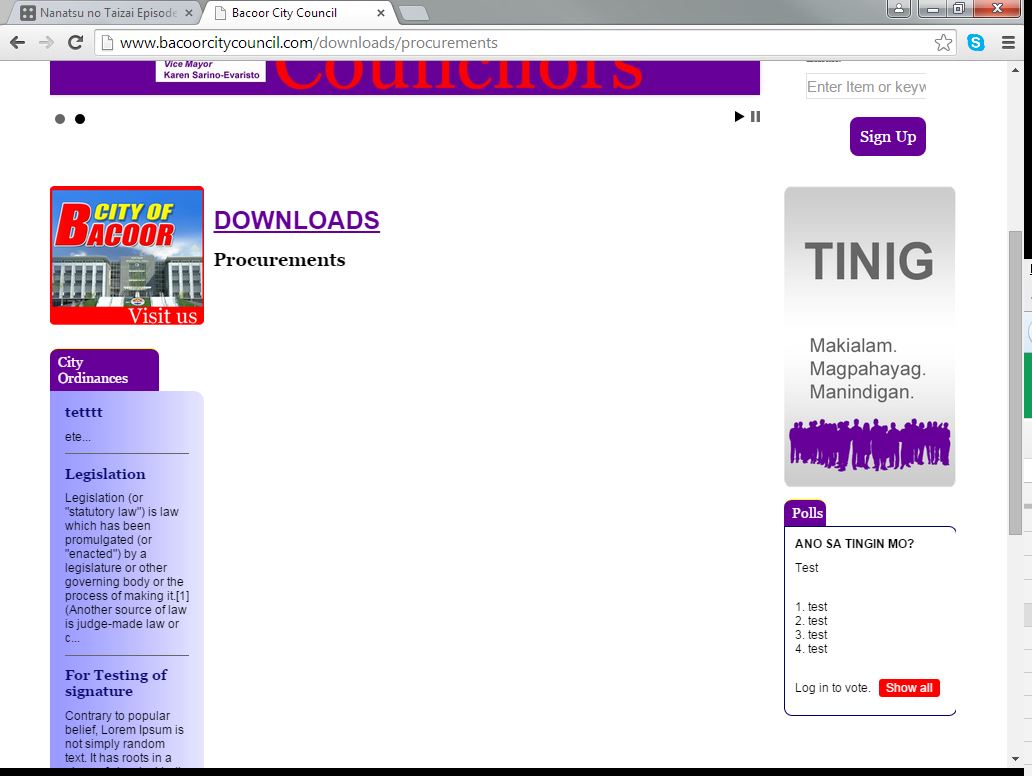 Nanatsu no Taizai Episode
Bacoor City Council
www.bacoorcitycouncil.com/downloads/procurements
Vice Mayor
Karen Sarino-Evaristo
Councilors
Enter Item or keyw
Sign Up
CITY OF
BACOOR
Visit us
DOWNLOADS
Procurements
City
Ordinances
tetttt
ete...
Legislation
Legislation (or
"statutory law") is law
which has been
promulgated (or
"enacted") by a
legislature or other
governing body or the
process of making it.[1]
(Another source of law
is judge-made law or
c...
For Testing of
signature
Contrary to popular
belief, Lorem Ipsum is
not simply random
text. It has roots in a
TINIG
Makialam.
Magpahayag.
Manindigan.
Polls
ANO SA TINGIN MO?
Test
1. test
2. test
3. test
4. test
Log in to vote. Show all